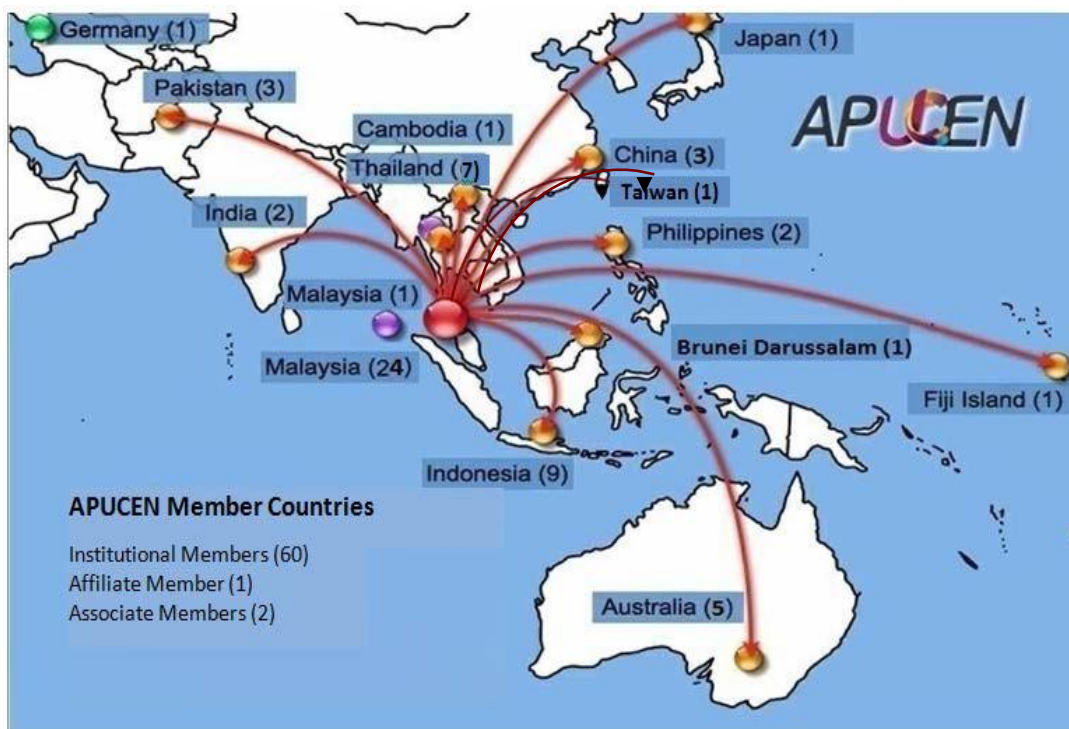 Germany (1)
Japan (1)
Pakistan (3)
APUCEN
Cambodia (1)
China (3)
Thailand (7)
Taiwan (1)
India (2)
Philippines (2)
Malaysia (1)
Brunei Darussalam (1)
Malaysia (24)
Fiji Island (1)
Indonesia (9)
APUCEN Member Countries
Institutional Members (60)
Affiliate Member (1)
Associate Members (2)
Australia (5)